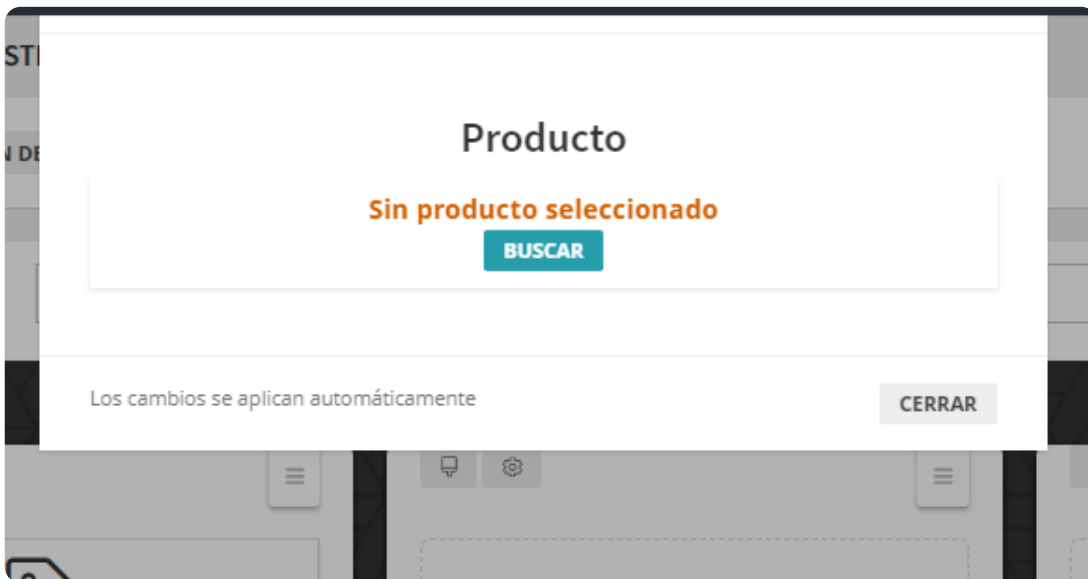 Producto
Sin producto seleccionado
BUSCAR
Los cambios se aplican automáticamente
CERRAR